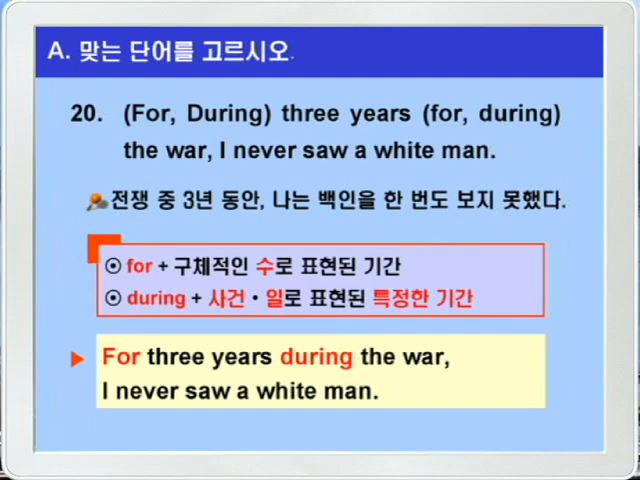 A. 맞는 단어를 고르시오.
20. (For, During) three years (for, during)
the war, I never saw a white man.
전쟁 중 3년 동안, 나는 백인을 한 번도 보지 못했다.
⊙ for + 구체적인 수로 표현된 기간
⊙ during + 사건 • 일로 표현된 특정한 기간
▶ For three years during the war,
I never saw a white man.